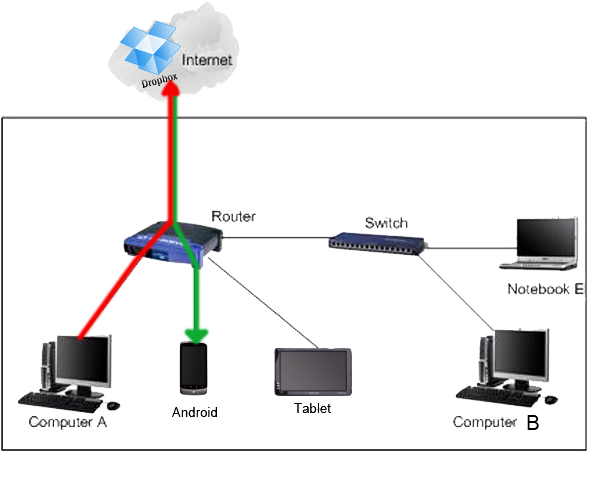 Internet
Dropbox
Router
Switch
Notebook E
Computer A
Android
Tablet
Computer B